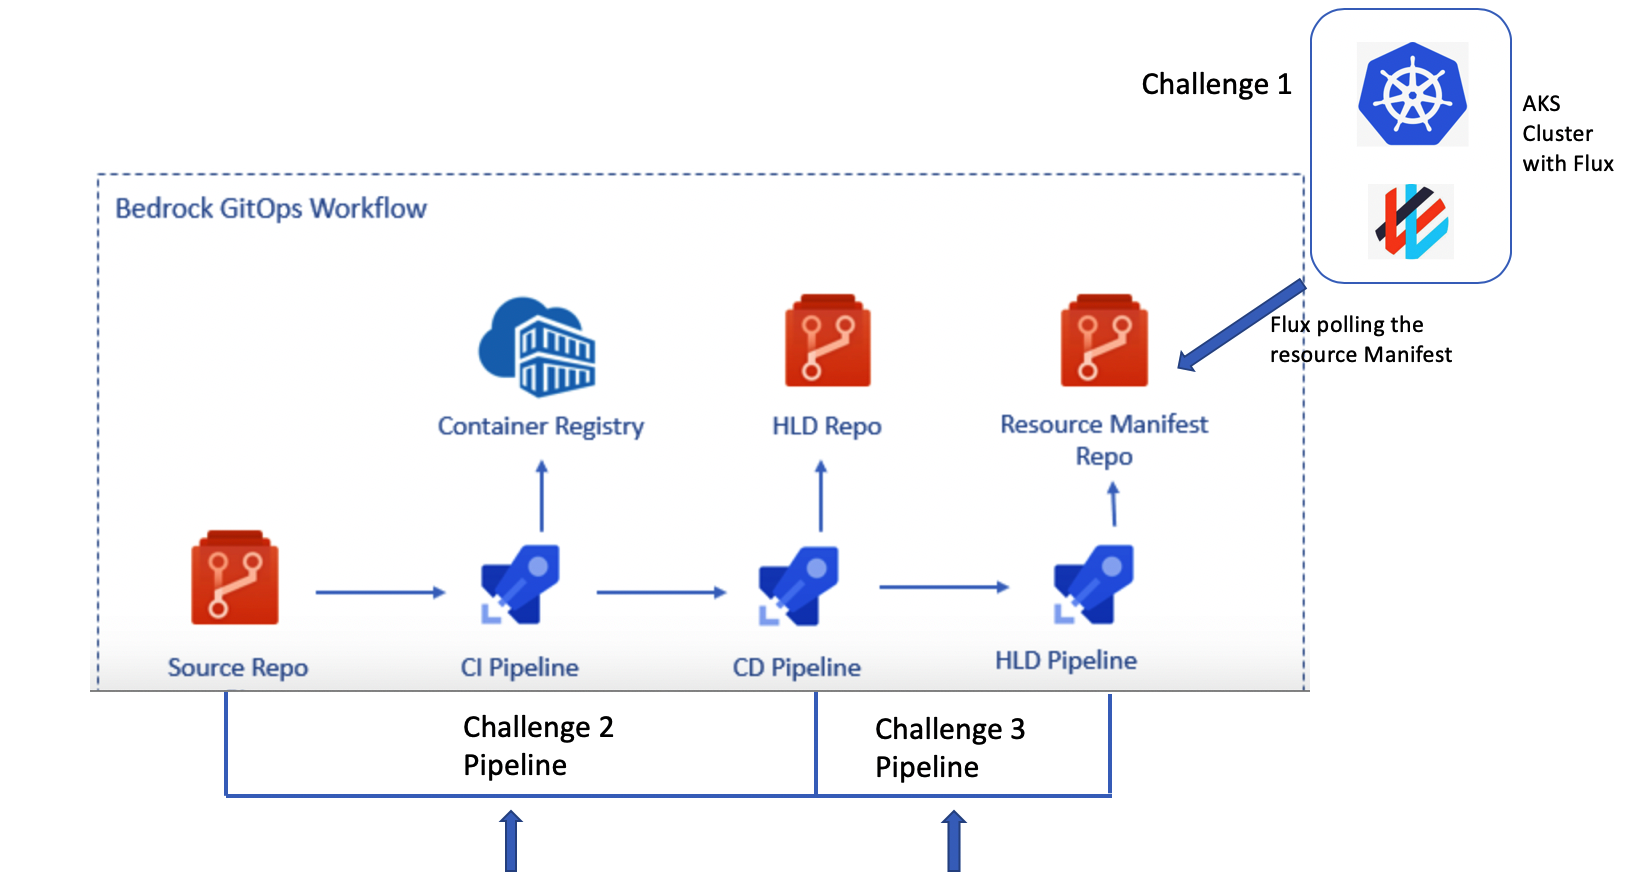 Challenge 1
AKS
Cluster
with Flux
Bedrock GitOps Workflow
Flux polling the
resource Manifest
Container Registry
HLD Repo
Resource Manifest
Repo
Source Repo
CI Pipeline
CD Pipeline
HLD Pipeline
Challenge 2
Pipeline
Challenge 3
Pipeline